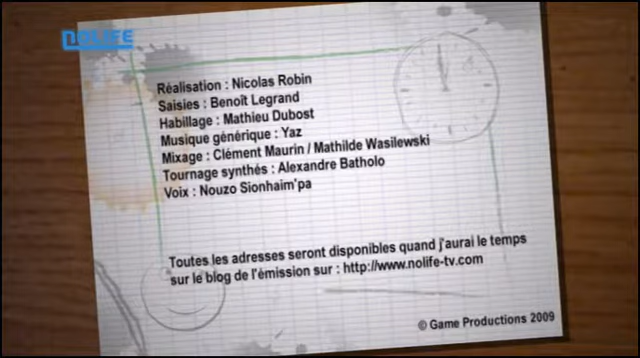 NOLIFE
Réalisation : Nicolas Robin
Saisies : Benoît Legrand
Habillage : Mathieu Dubost
Musique générique : Yaz
Mixage : Clément Maurin / Mathilde Wasilewski
Tournage synthés : Alexandre Batholo
Voix : Nouzo Sionhaim'pa
Toutes les adresses seront disponibles quand j'aurai le temps
sur le blog de l'émission sur : http://www.nolife-tv.com
© Game Productions 2009